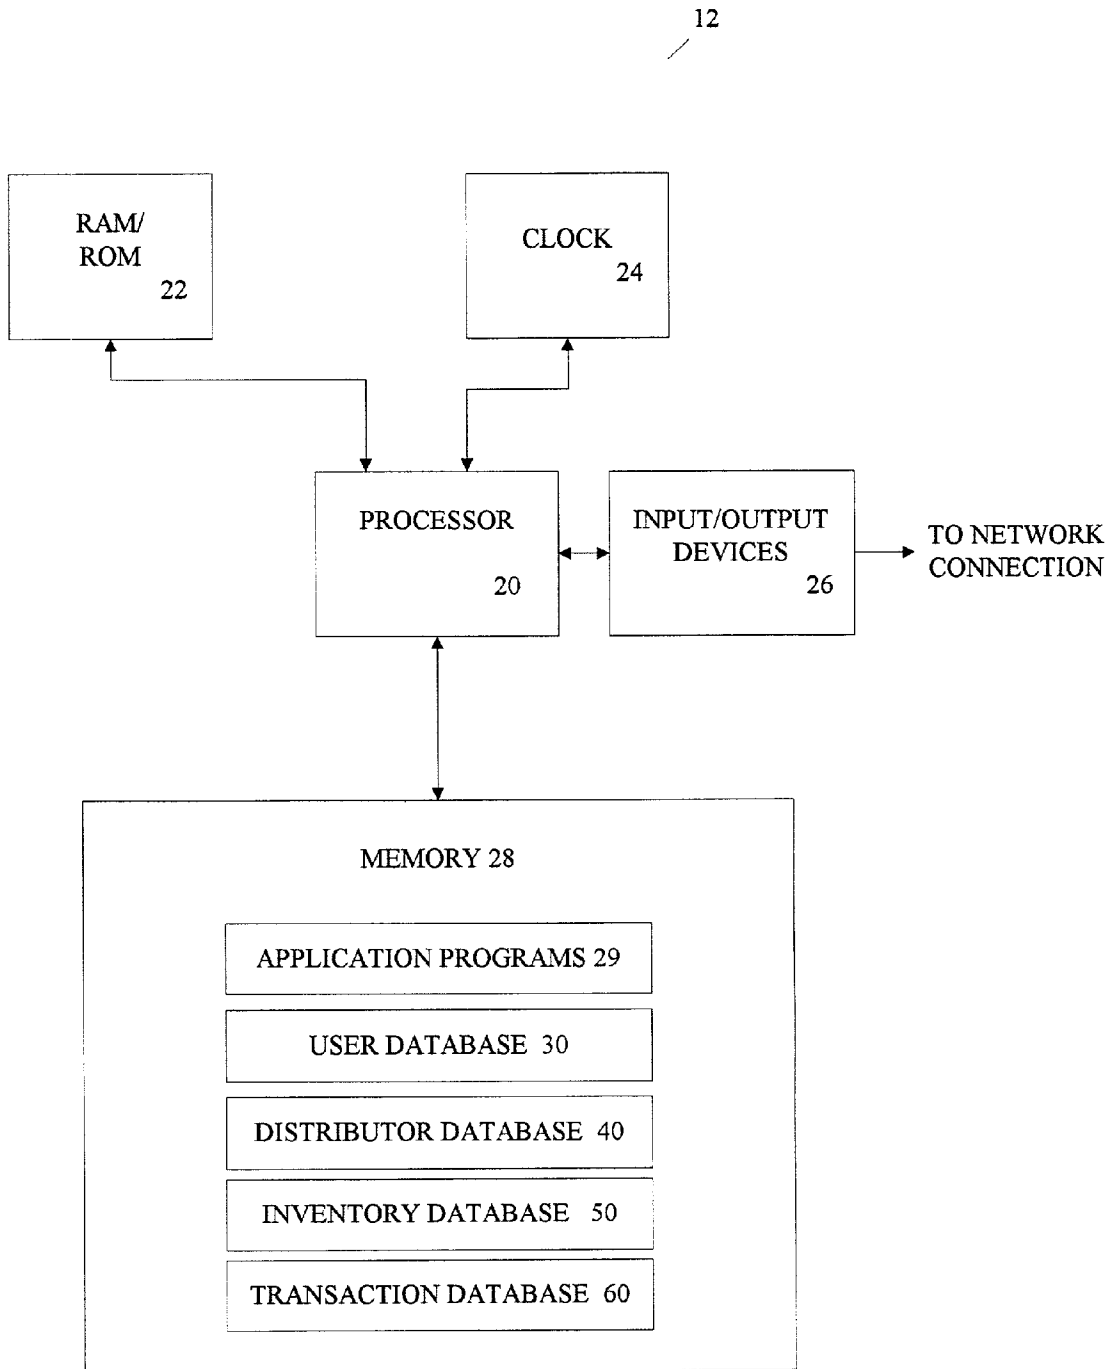 12
RAM/
ROM
22
CLOCK
24
PROCESSOR
20
INPUT/OUTPUT
DEVICES
26
TO NETWORK
CONNECTION
MEMORY 28
APPLICATION PROGRAMS 29
USER DATABASE 30
DISTRIBUTOR DATABASE 40
INVENTORY DATABASE 50
TRANSACTION DATABASE 60